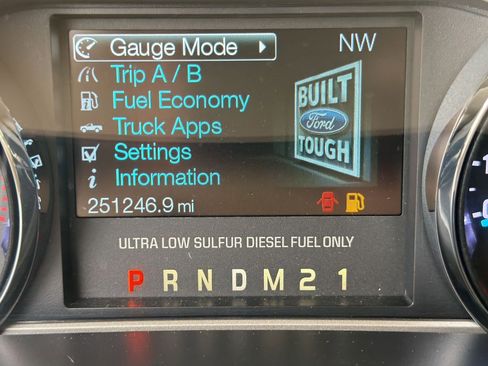 Gauge Mode NW
Trip A / B
Fuel Economy
Truck Apps
Settings
Information
251246.9 mi
BUILT
Ford
TOUGH
ULTRA LOW SULFUR DIESEL FUEL ONLY
P R N D M 2 1